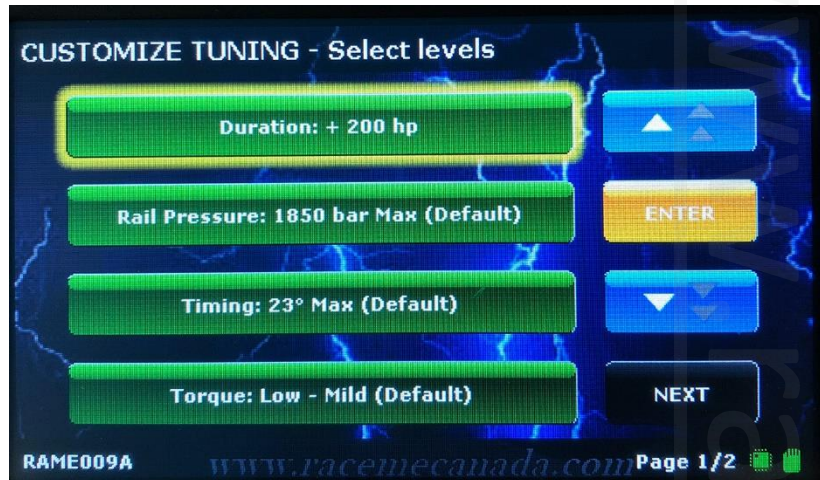 CUSTOMIZE TUNING - Select levels
Duration: + 200 hp
Rail Pressure: 1850 bar Max (Default)
ENTER
Timing: 23° Max (Default)
Torque: Low - Mild (Default)
NEXT
RAME009A
www.racemecanada.com
Page 1/2